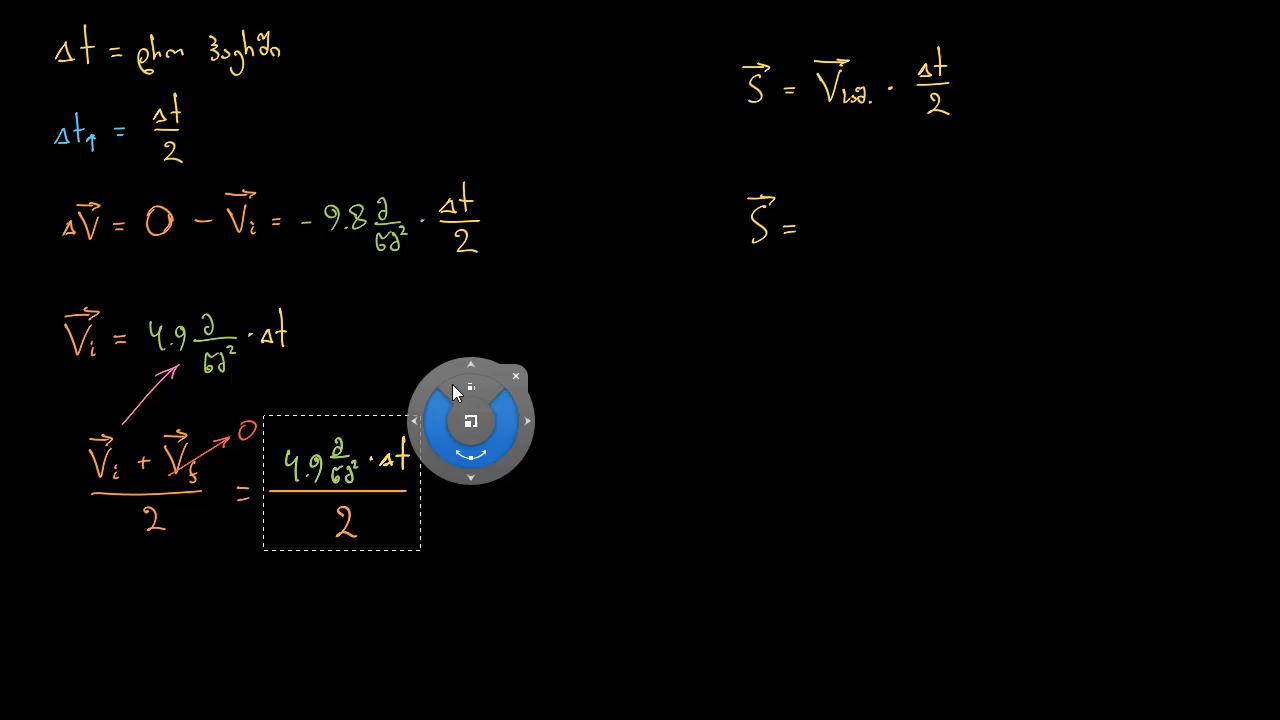 Δt = დრო ჰაერში
Δt↑ = Δt/2
ΔV⃗ = 0 - V⃗i = -9.8 მ/წმ² · Δt/2
V⃗i = 4.9 მ/წმ² · Δt
(V⃗i + V⃗f)/2 = (4.9 მ/წმ² · Δt)/2
0
S⃗ = V⃗საშ. · Δt/2
S⃗ =